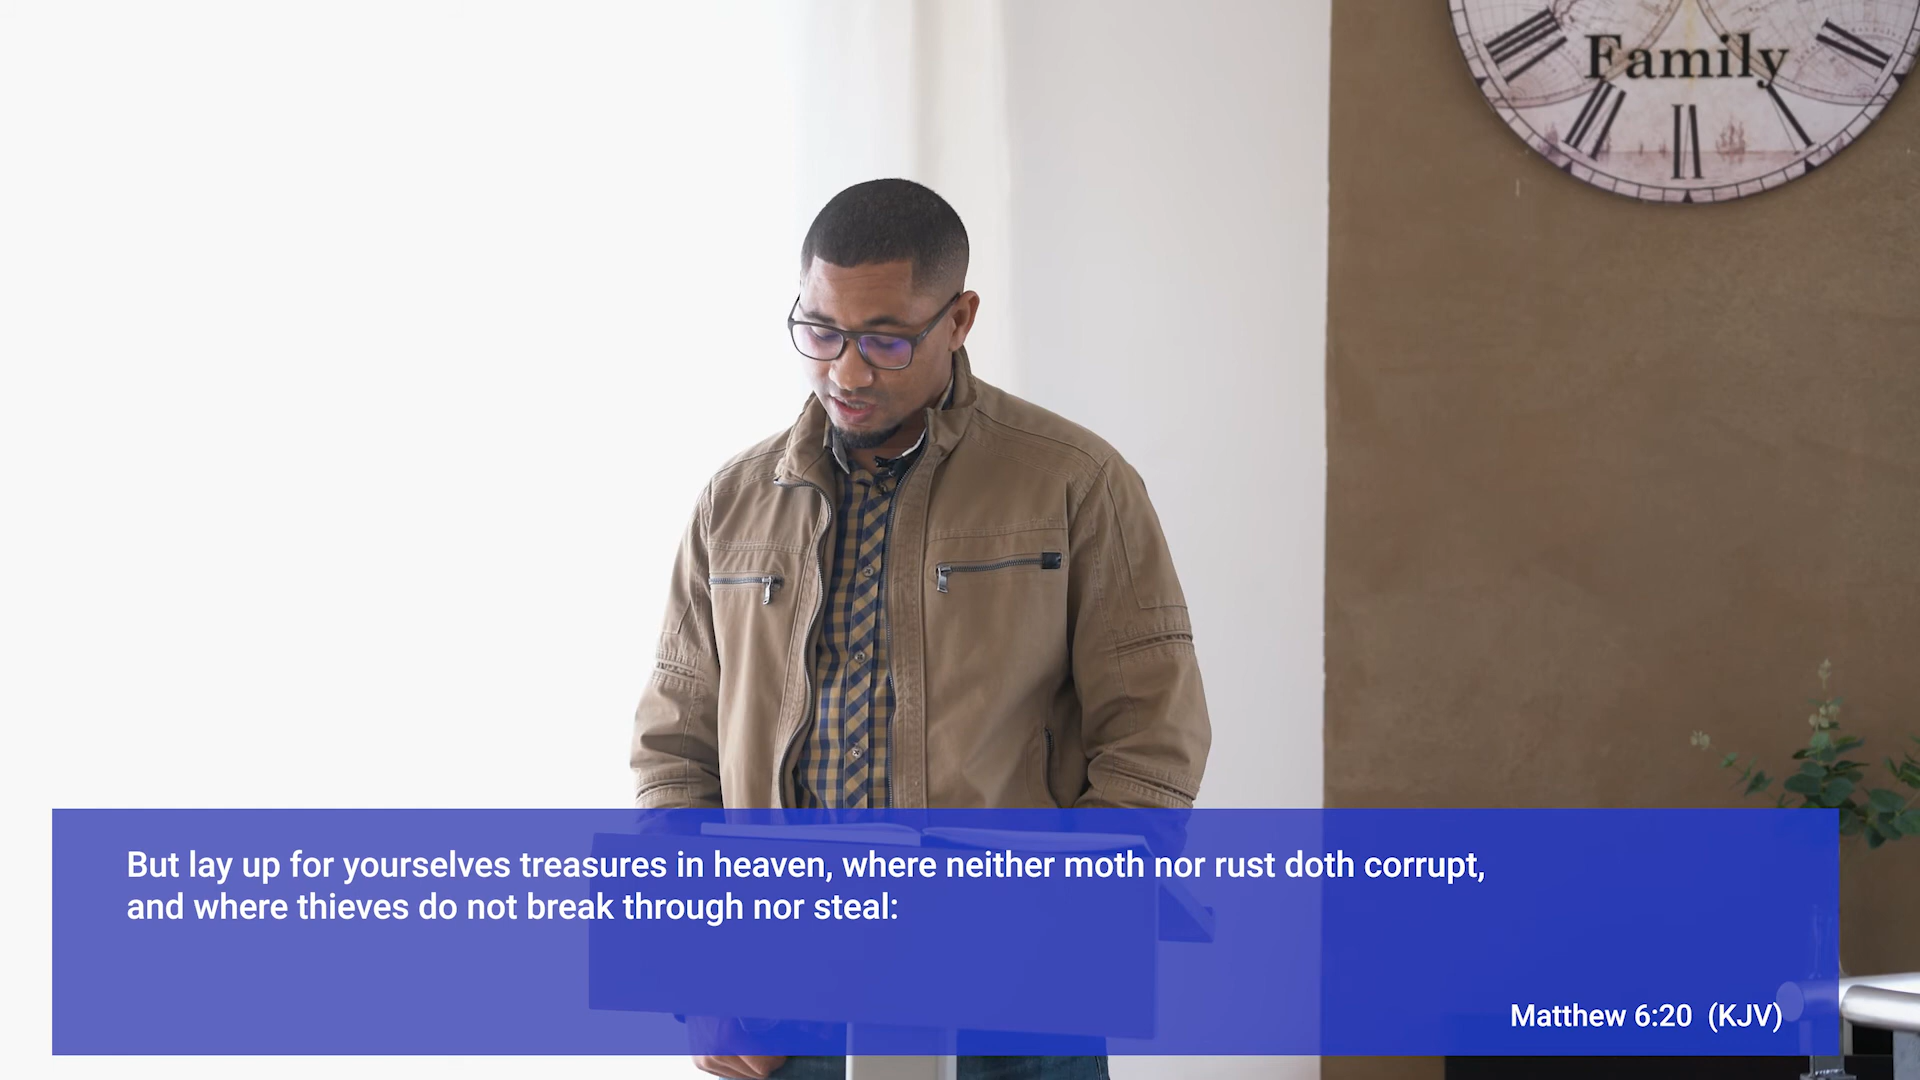 Family
II
But lay up for yourselves treasures in heaven, where neither moth nor rust doth corrupt,
and where thieves do not break through nor steal:
Matthew 6:20 (KJV)